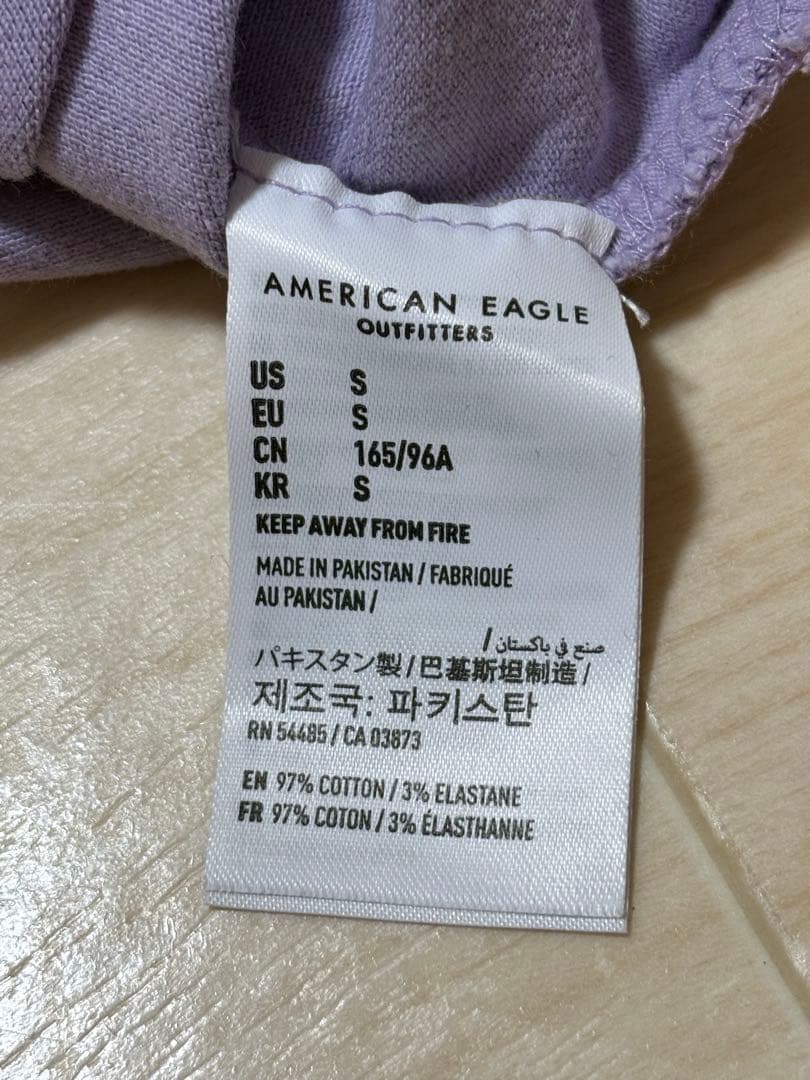 AMERICAN EAGLE
OUTFITTERS
US S
EU S
CN 165/96A
KR S
KEEP AWAY FROM FIRE
MADE IN PAKISTAN / FABRIQUÉ
AU PAKISTAN /
صنع في باكستان /
パキスタン製 / 巴基斯坦制造 /
제조국: 파키스탄
RN 54485 / CA 03873
EN 97% COTTON / 3% ELASTANE
FR 97% COTON / 3% ÉLASTHANNE